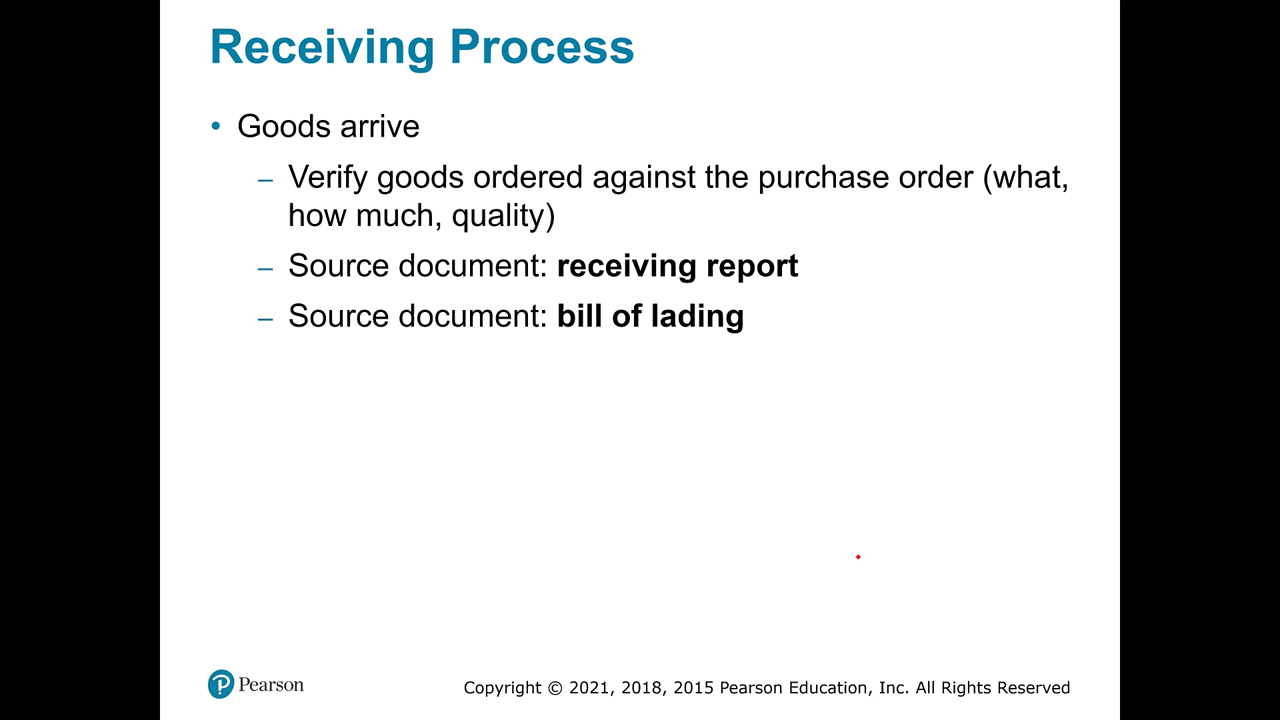 Receiving Process
• Goods arrive
– Verify goods ordered against the purchase order (what,
how much, quality)
– Source document: receiving report
– Source document: bill of lading
Pearson
Copyright © 2021, 2018, 2015 Pearson Education, Inc. All Rights Reserved